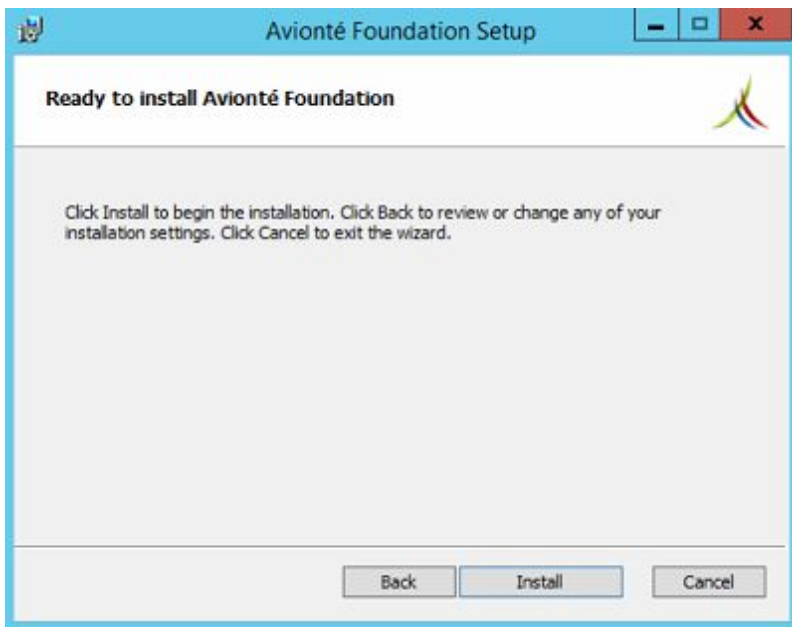 Avionté Foundation Setup
Ready to install Avionté Foundation
Click Install to begin the installation. Click Back to review or change any of your
installation settings. Click Cancel to exit the wizard.
Back
Install
Cancel